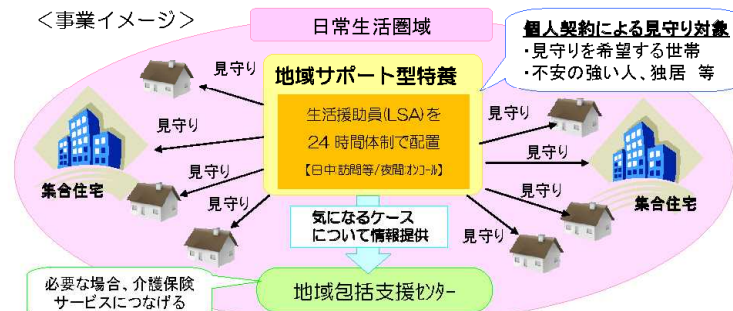 ＜事業イメージ＞
日常生活圏域
個人契約による見守り対象
・見守りを希望する世帯
・不安の強い人、独居 等
地域サポート型特養
生活援助員(LSA)を
24 時間体制で配置
【日中:訪問等/夜間:オンコール】
見守り
見守り
見守り
見守り
見守り
見守り
見守り
見守り
集合住宅
集合住宅
気になるケース
について情報提供
必要な場合、介護保険
サービスにつなげる
地域包括支援センター